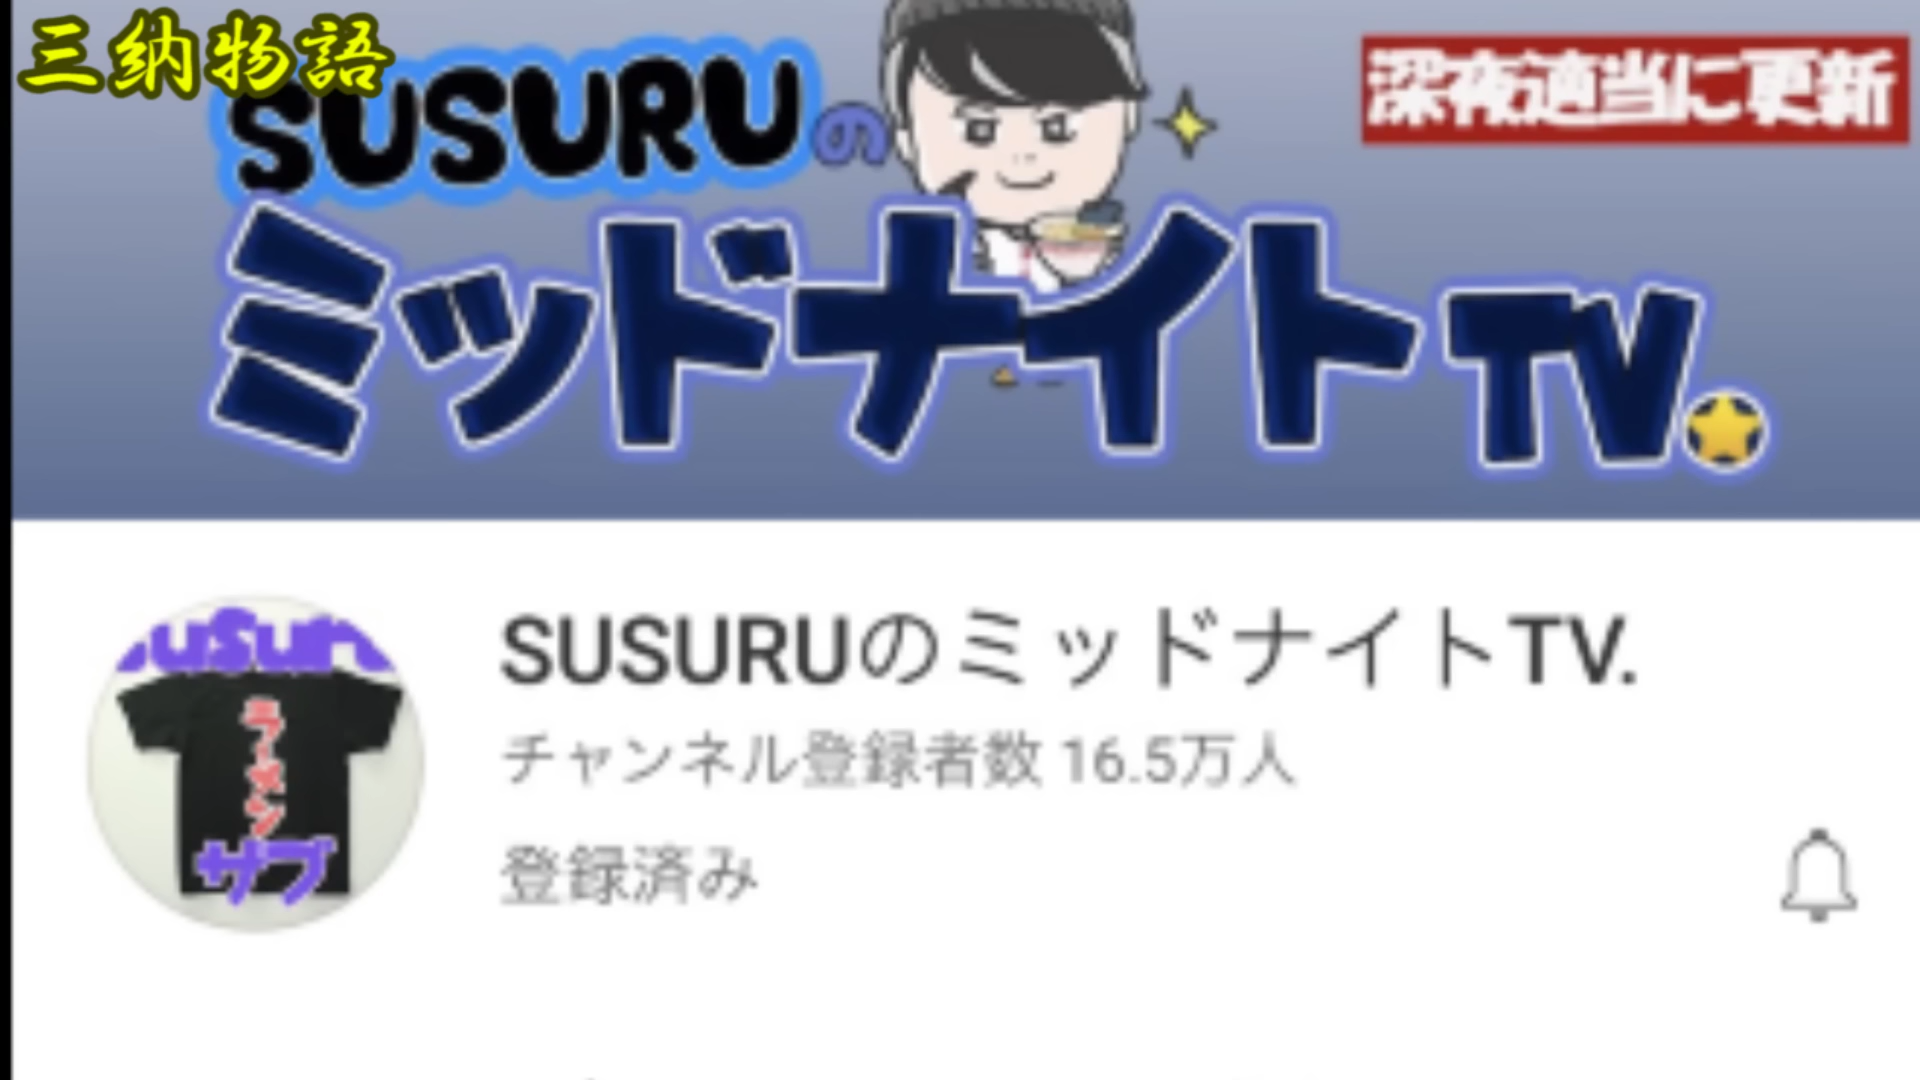 三納物語
SUSURUの
深夜適当に更新
ミッドナイトTV.
susuru
ラーメン
サブ
SUSURUのミッドナイトTV.
チャンネル登録者数 16.5万人
登録済み